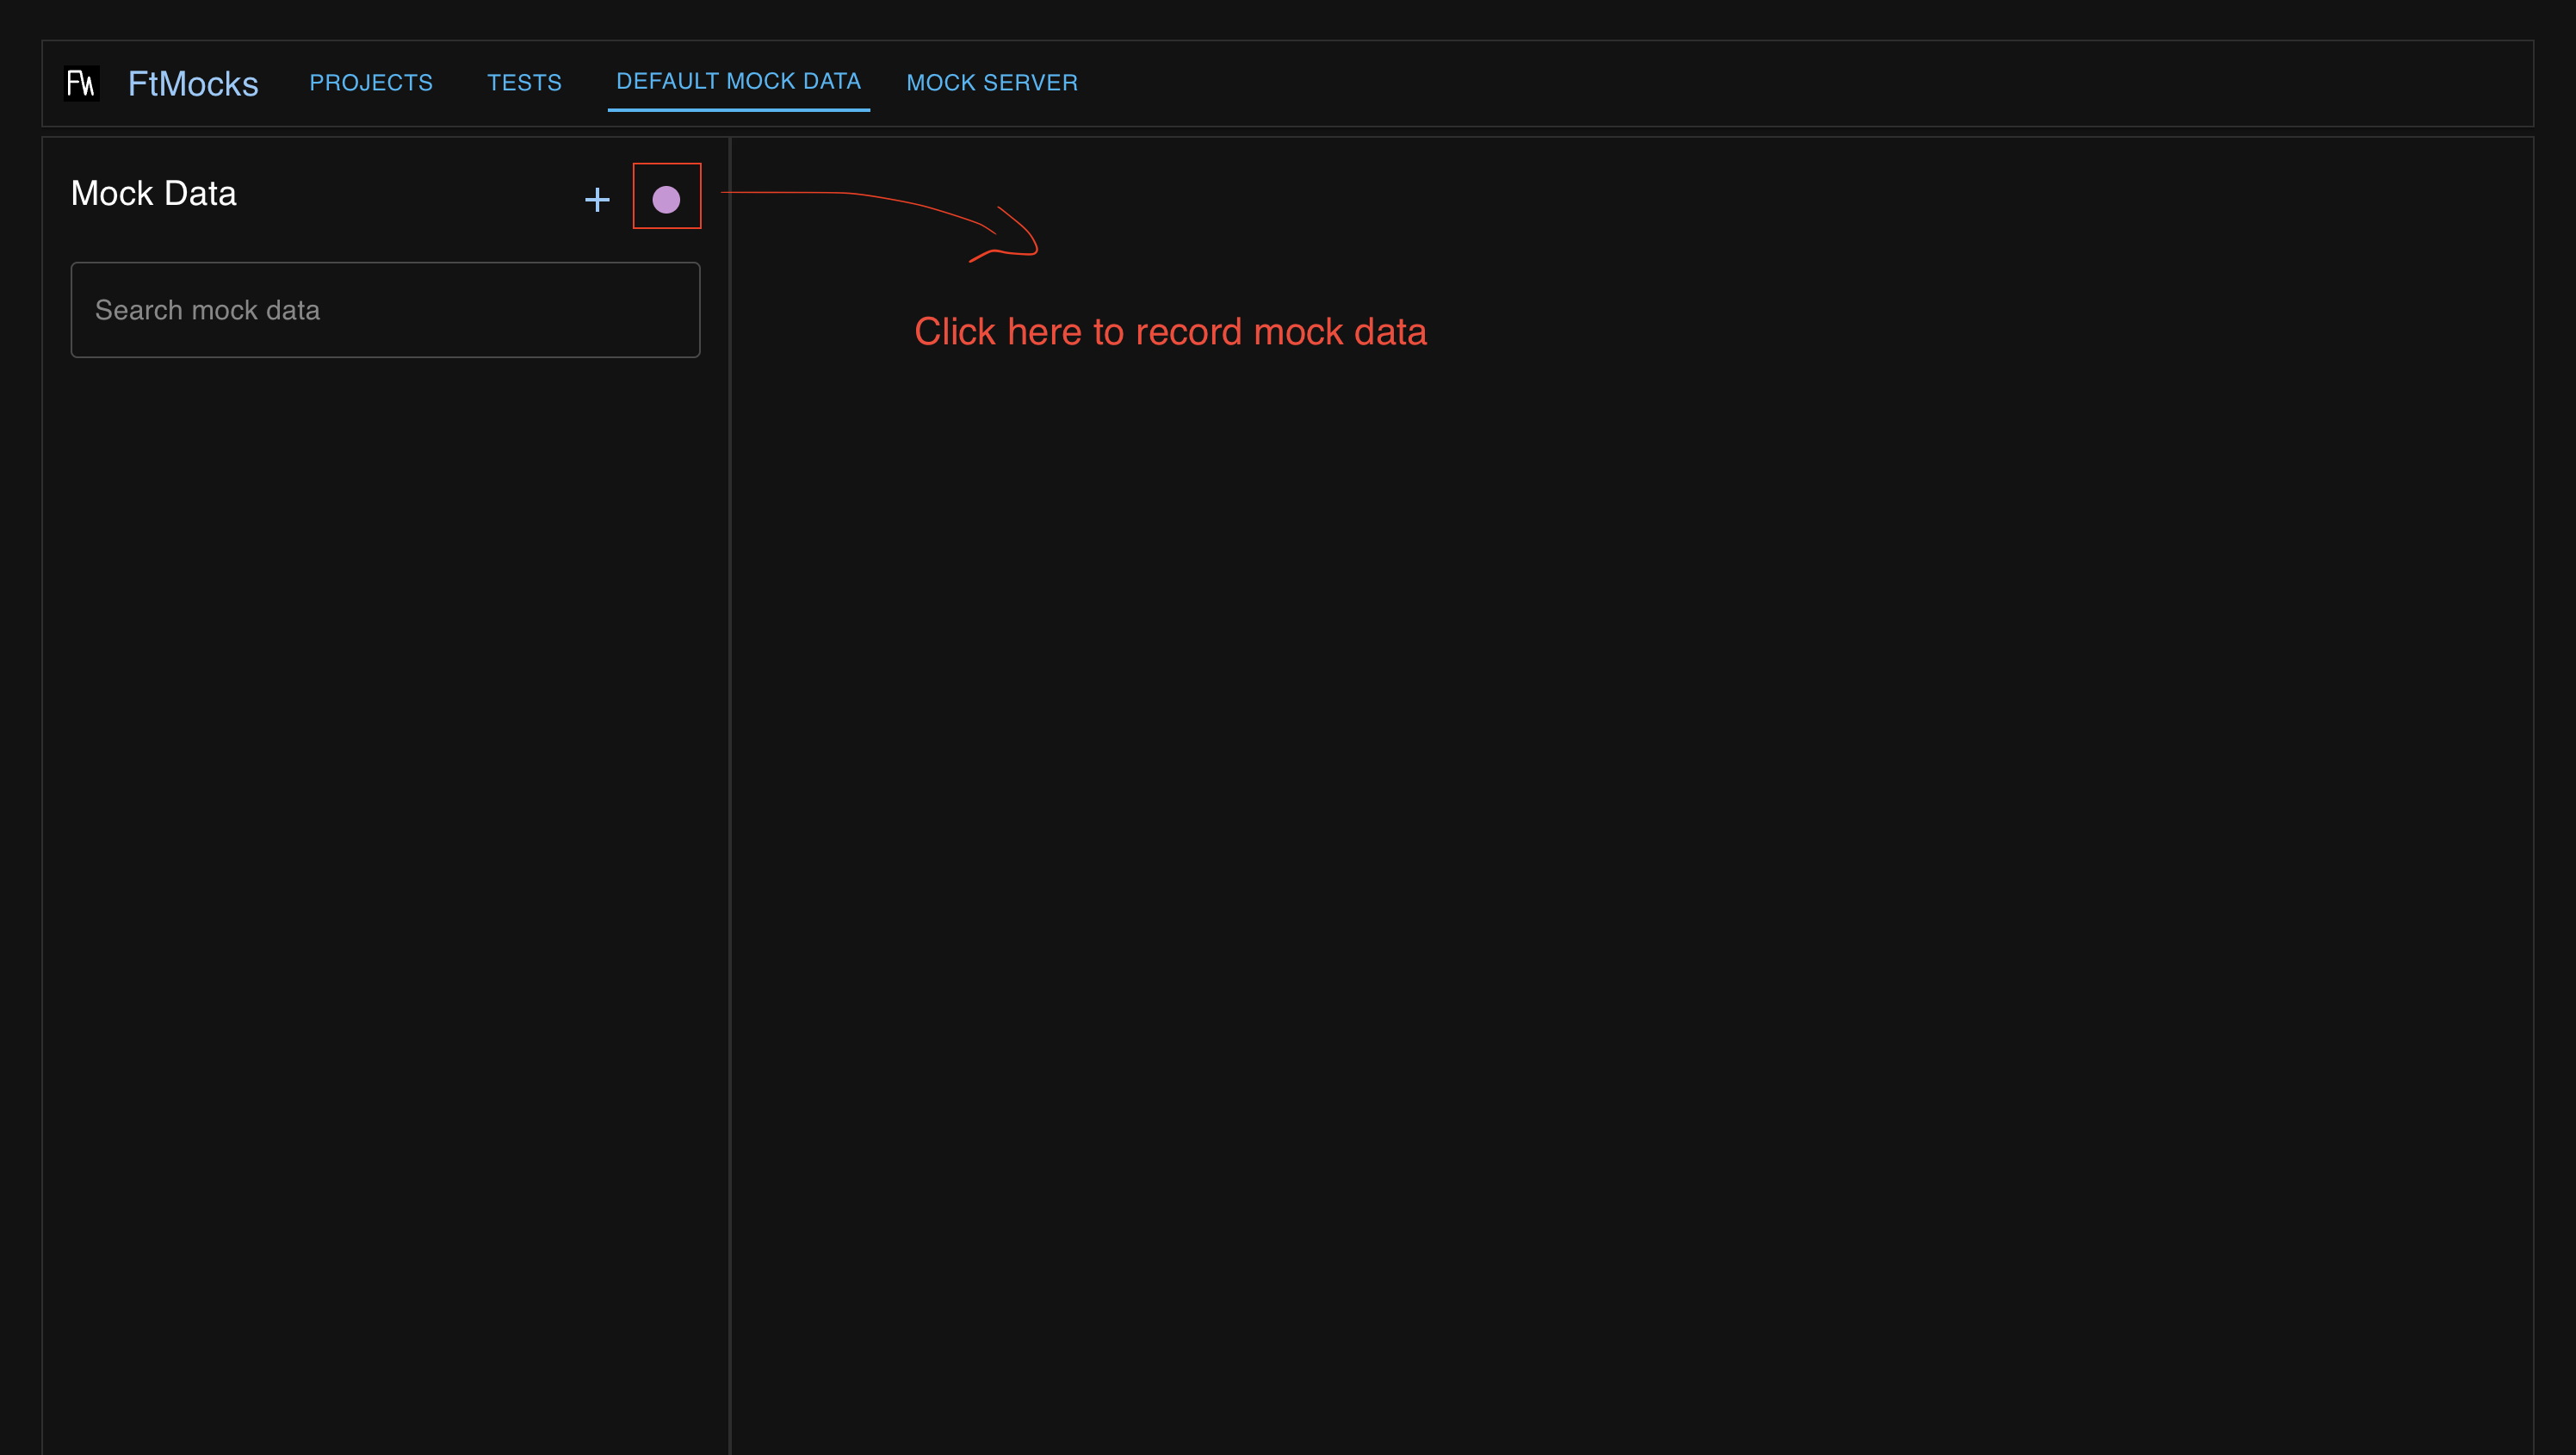 FtMocks
PROJECTS
TESTS
DEFAULT MOCK DATA
MOCK SERVER
Mock Data
Search mock data
Click here to record mock data